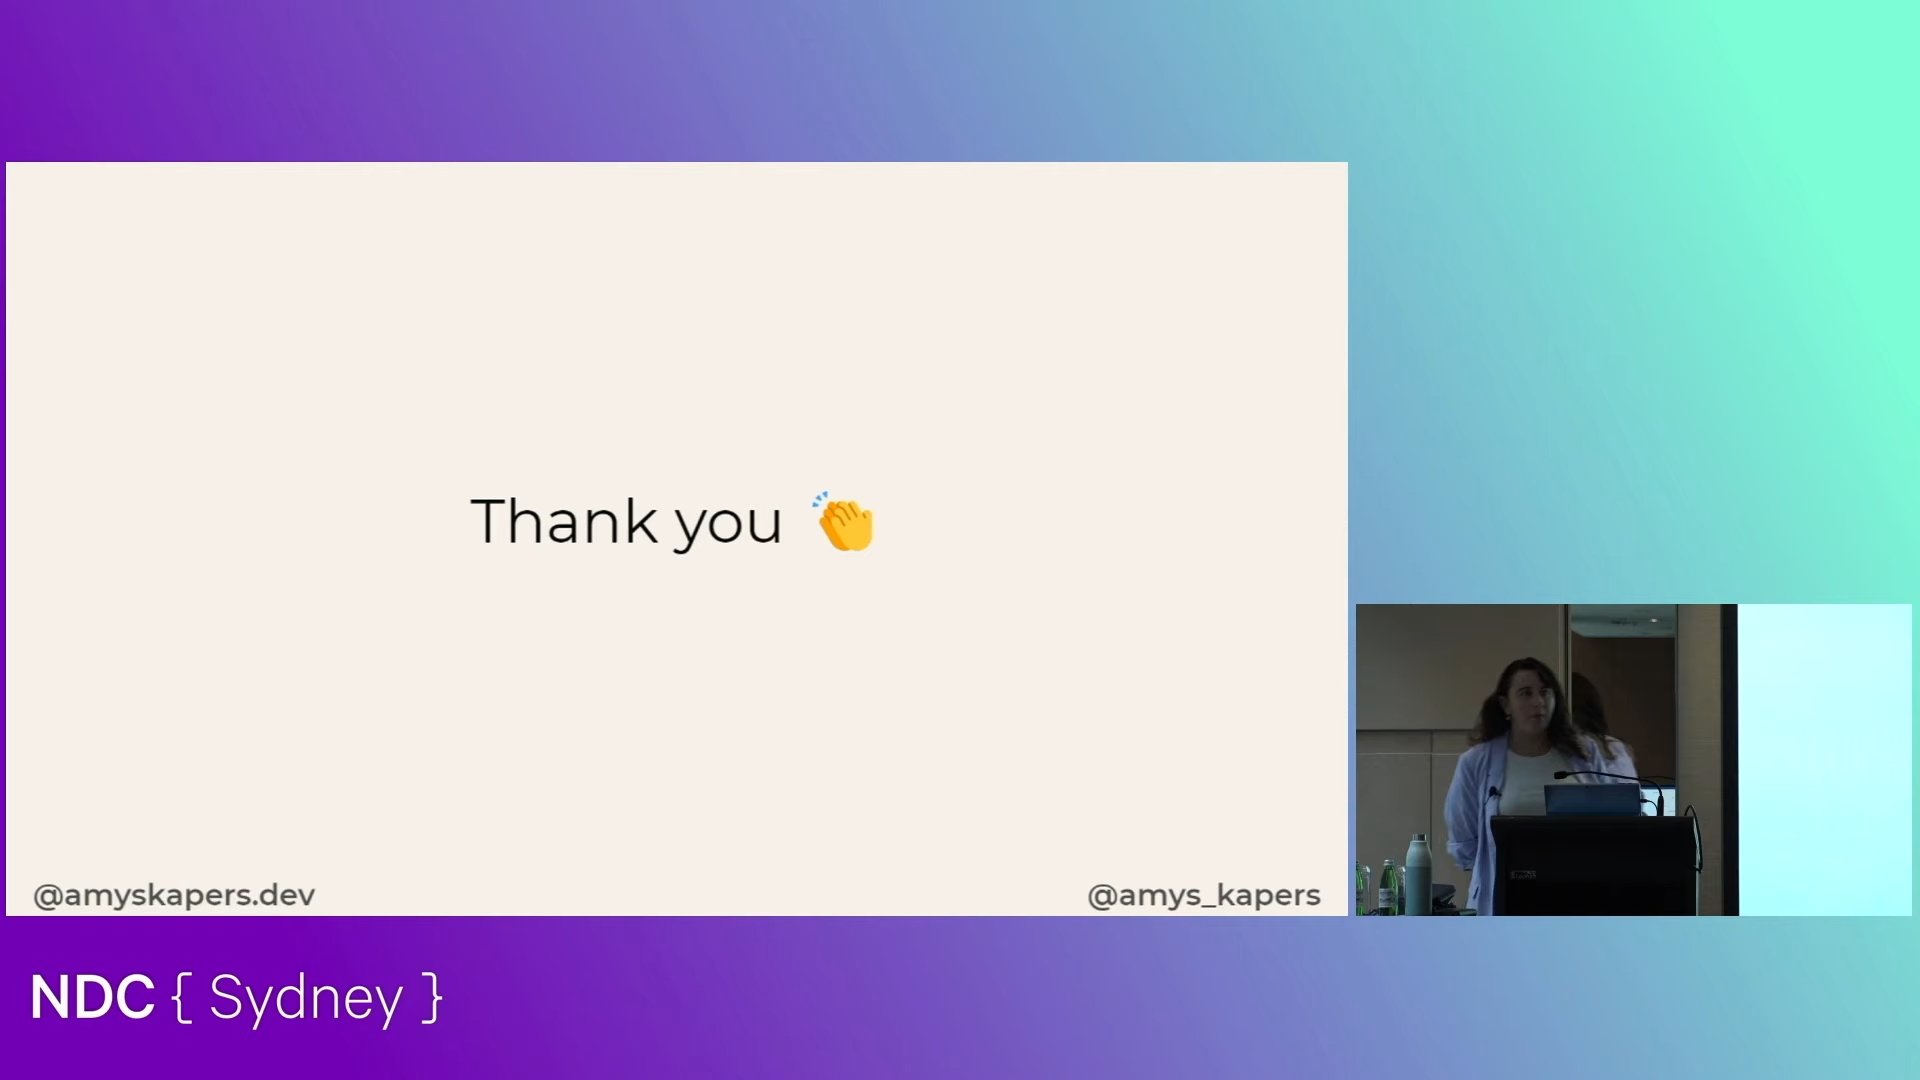 Thank you 👏
@amyskapers.dev
@amys_kapers
NDC { Sydney }